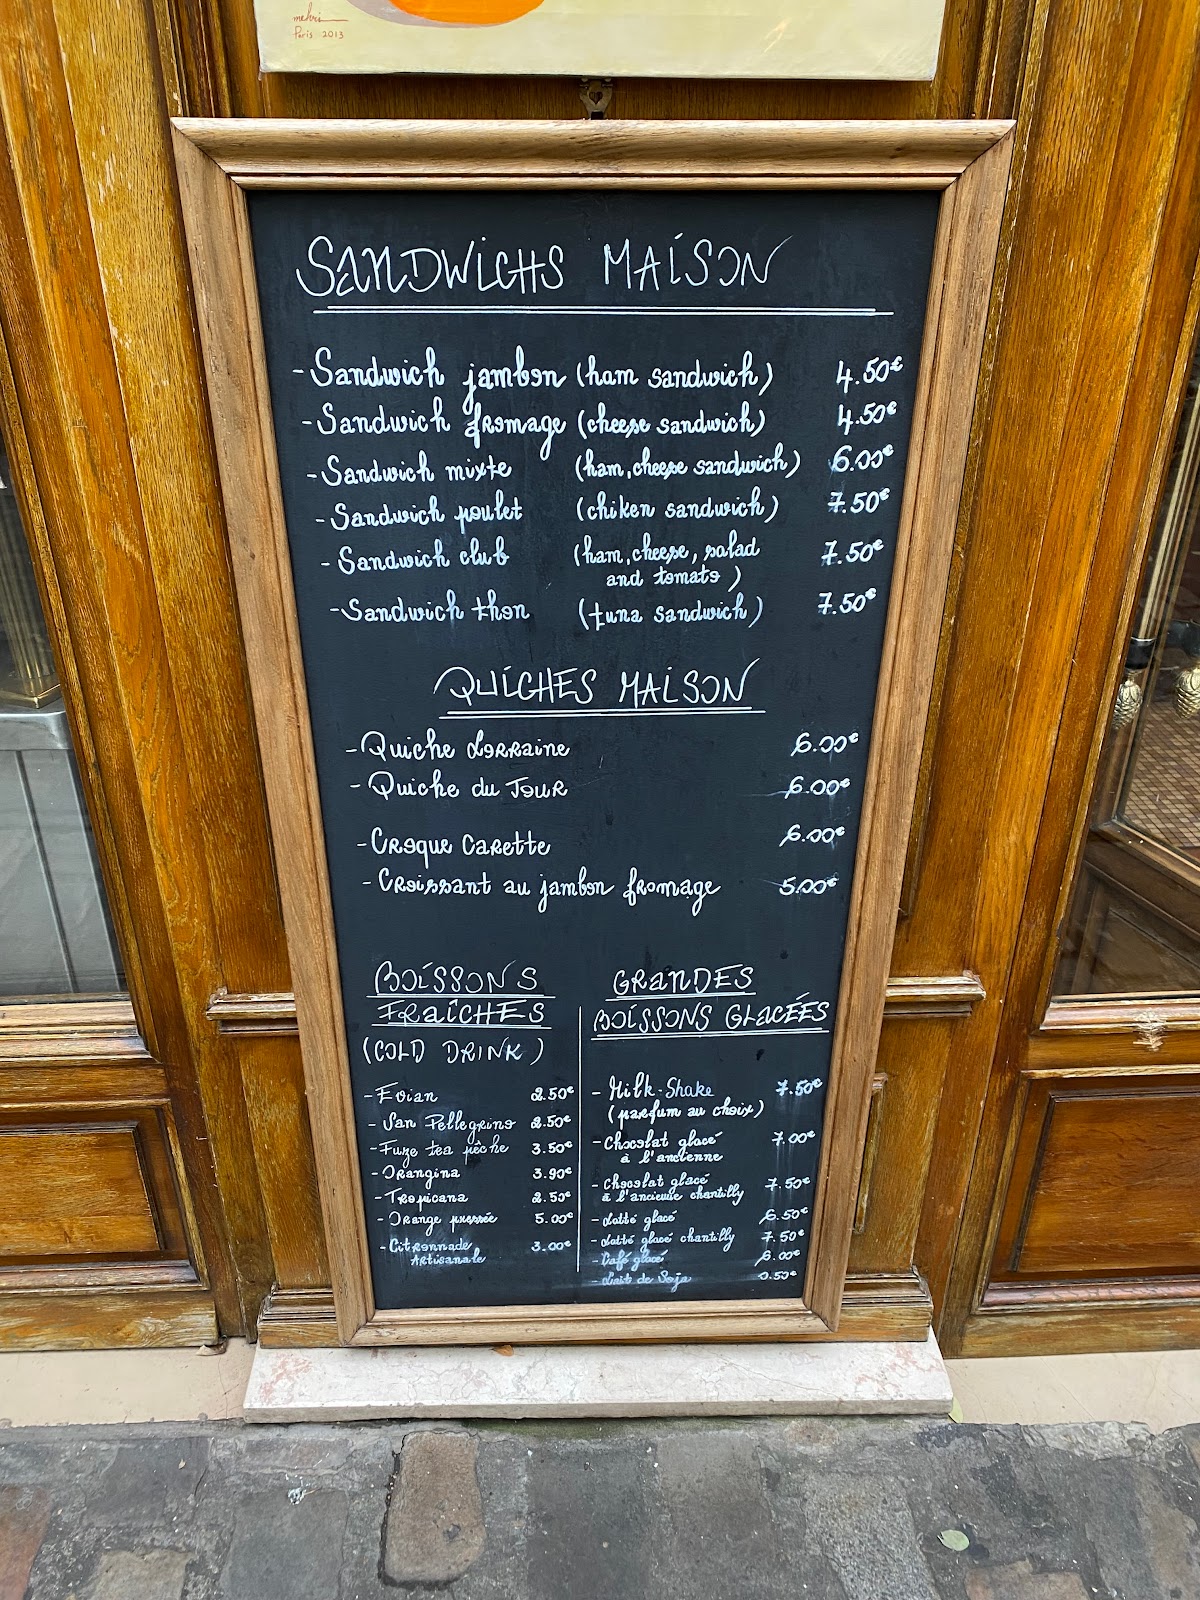 Paris 2013
SANDWICHS MAISON
- Sandwich jambon (ham sandwich) 4.50€
- Sandwich fromage (cheese sandwich) 4.50€
- Sandwich mixte (ham, cheese sandwich) 6.00€
- Sandwich poulet (chiken sandwich) 7.50€
- Sandwich club (ham, cheese, salad 7.50€
and tomato)
- Sandwich thon (tuna sandwich) 7.50€
QUICHES MAISON
- Quiche Lorraine 6.00€
- Quiche du Jour 6.00€
- Croque Carette 6.00€
- Croissant au jambon fromage 5.00€
BOISSONS
FRAÎCHES
(COLD DRINK)
- Evian 2.50€
- San Pellegrino 2.50€
- Fuze tea pêche 3.50€
- Orangina 3.90€
- Tropicana 2.50€
- Orange pressée 5.00€
- Citronnade 3.00€
Artisanale
GRANDES
BOISSONS GLACÉES
- Milk-Shake 7.50€
(parfum au choix)
- Chocolat glacé 7.00€
à l'ancienne
- Chocolat glacé 7.50€
à l'ancienne chantilly
- Latté glacé 6.50€
- Latté glacé chantilly 7.50€
- Café glacé 6.00€
- Lait de Soja 0.50€